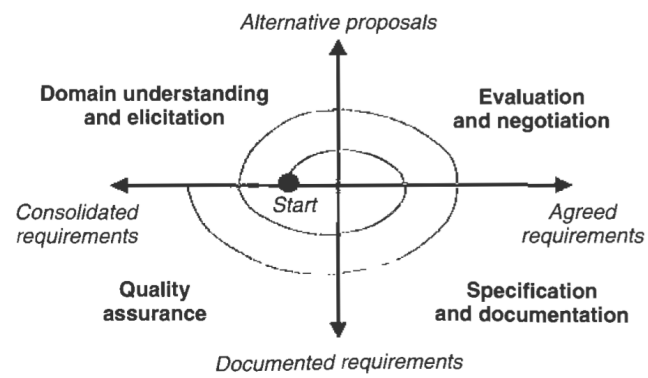 Alternative proposals
Domain understanding
and elicitation
Evaluation
and negotiation
Consolidated
requirements
Start
Agreed
requirements
Quality
assurance
Specification
and documentation
Documented requirements